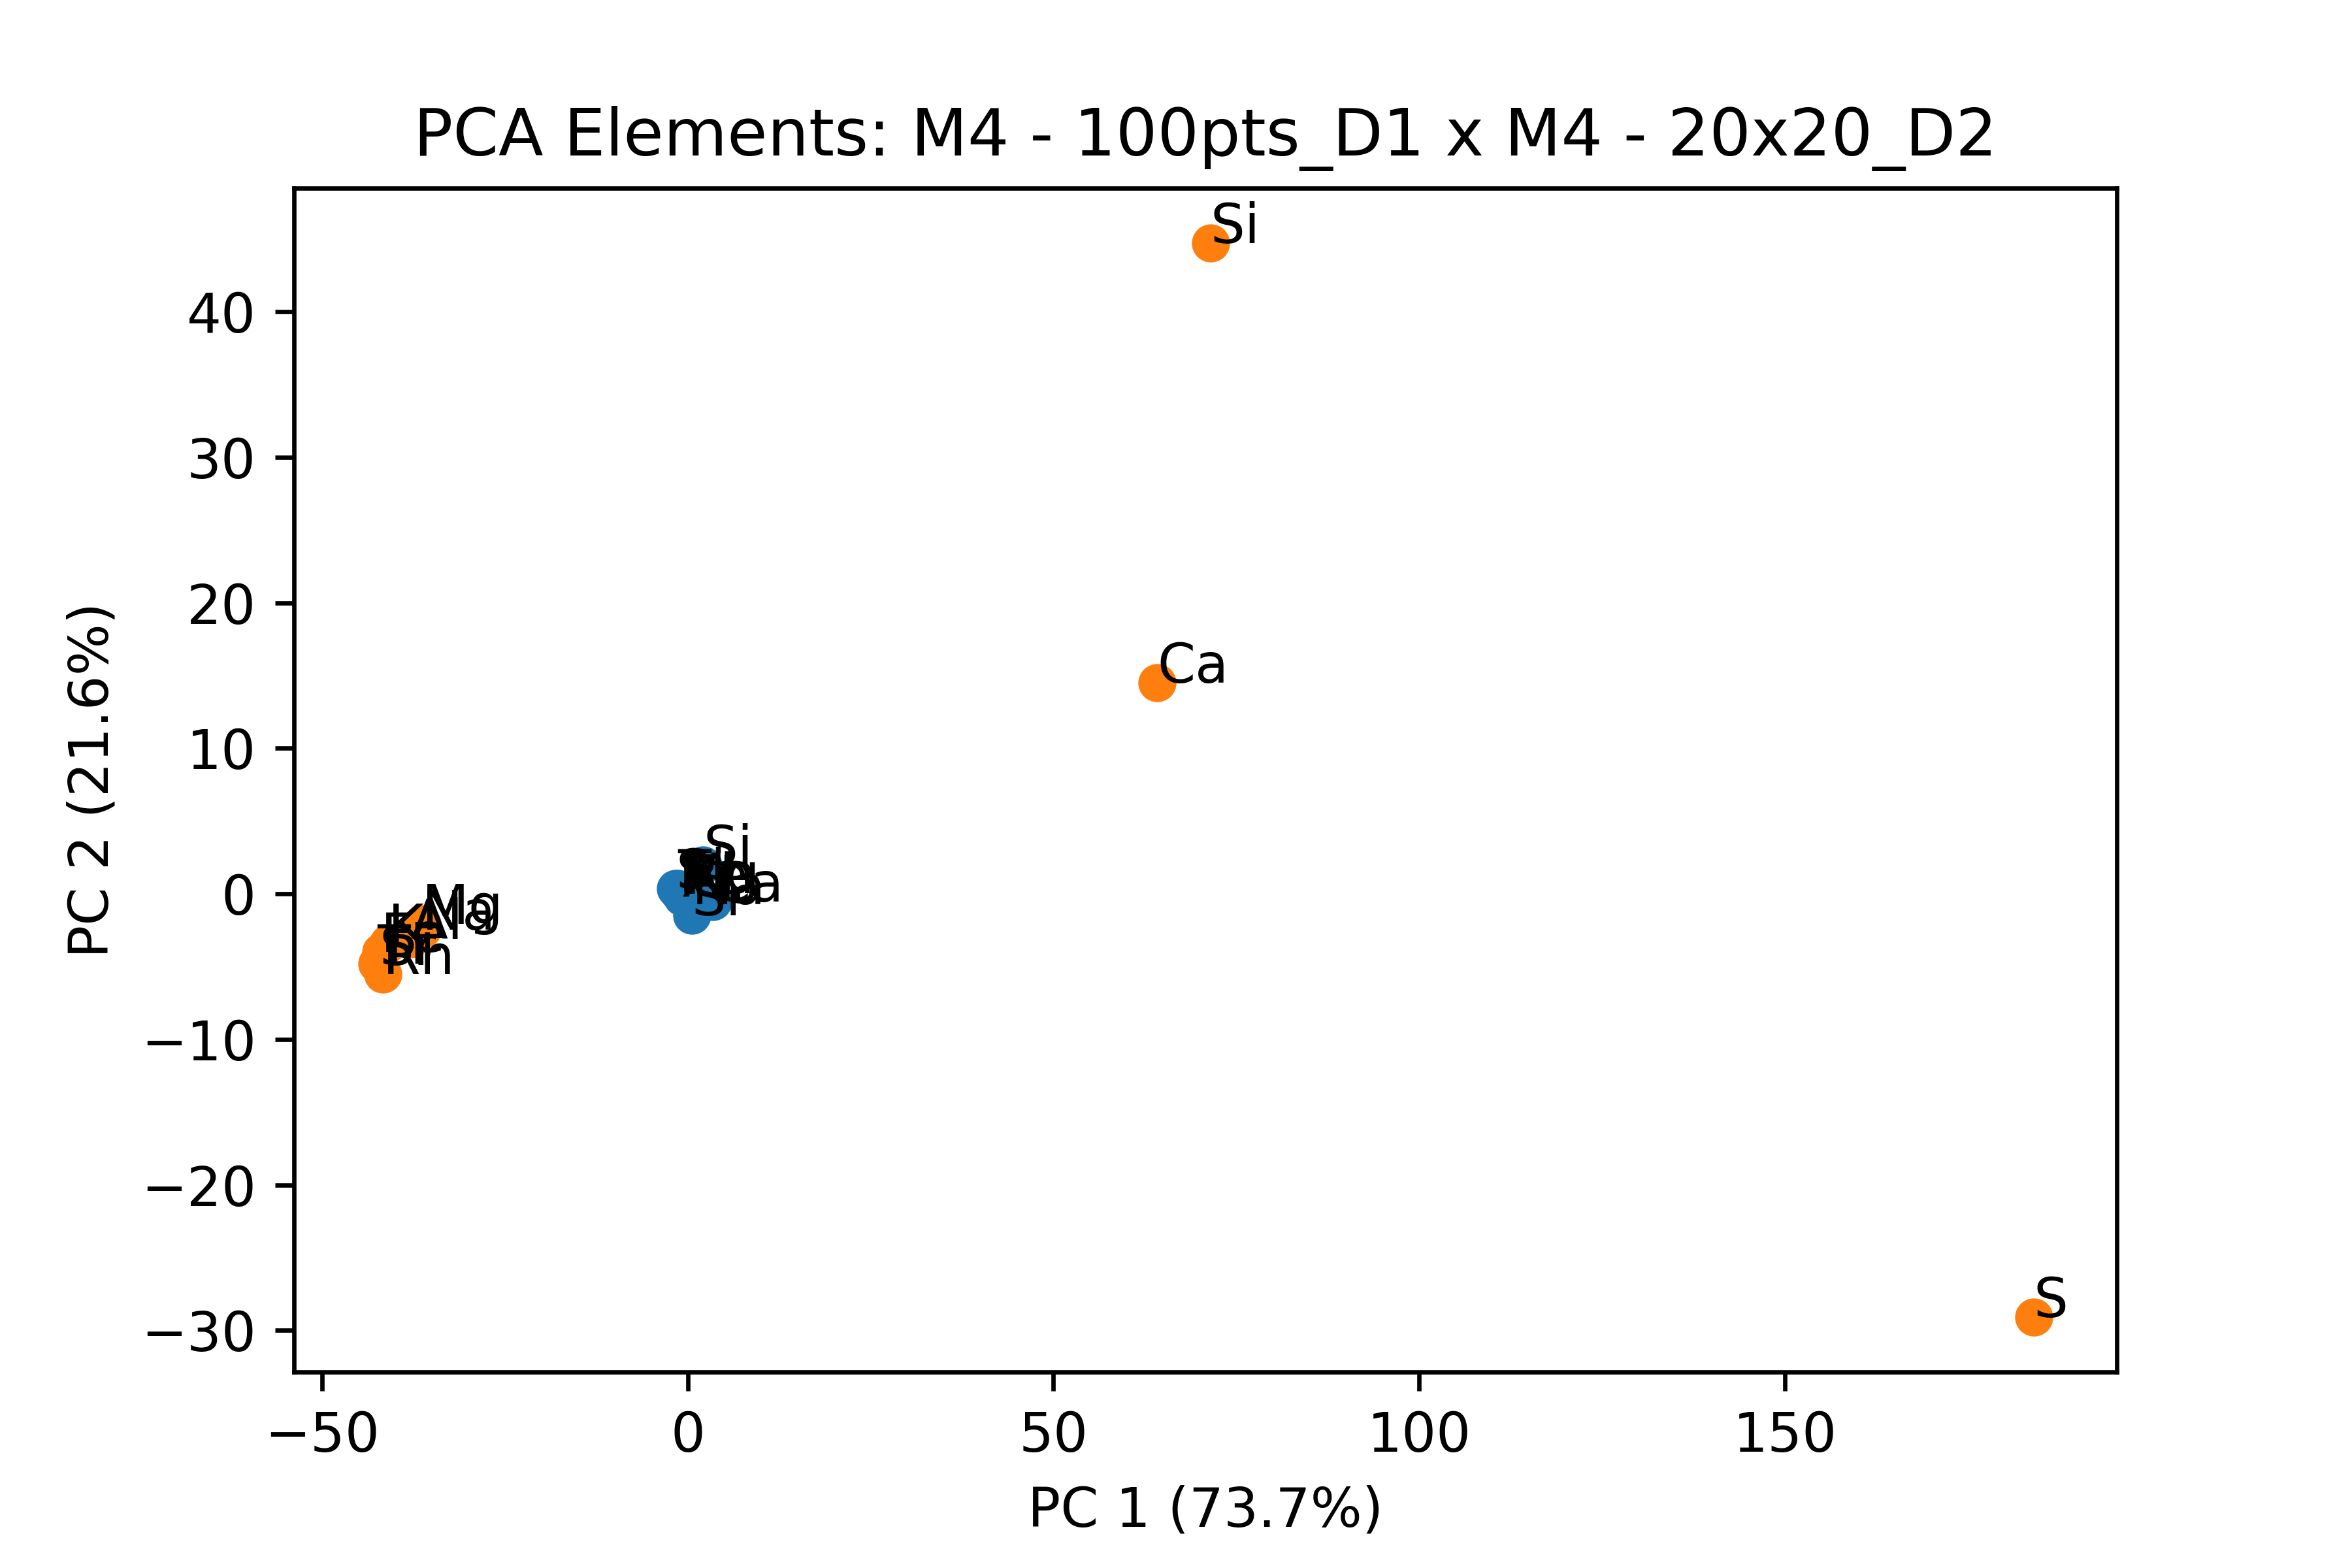 PCA Elements: M4 - 100pts_D1 x M4 - 20x20_D2
Si
40
30
Ca
20
10
Si
0
Mg
Rh
−10
−20
S
−30
−50 0 50 100 150
PC 1 (73.7%)
PC 2 (21.6%)